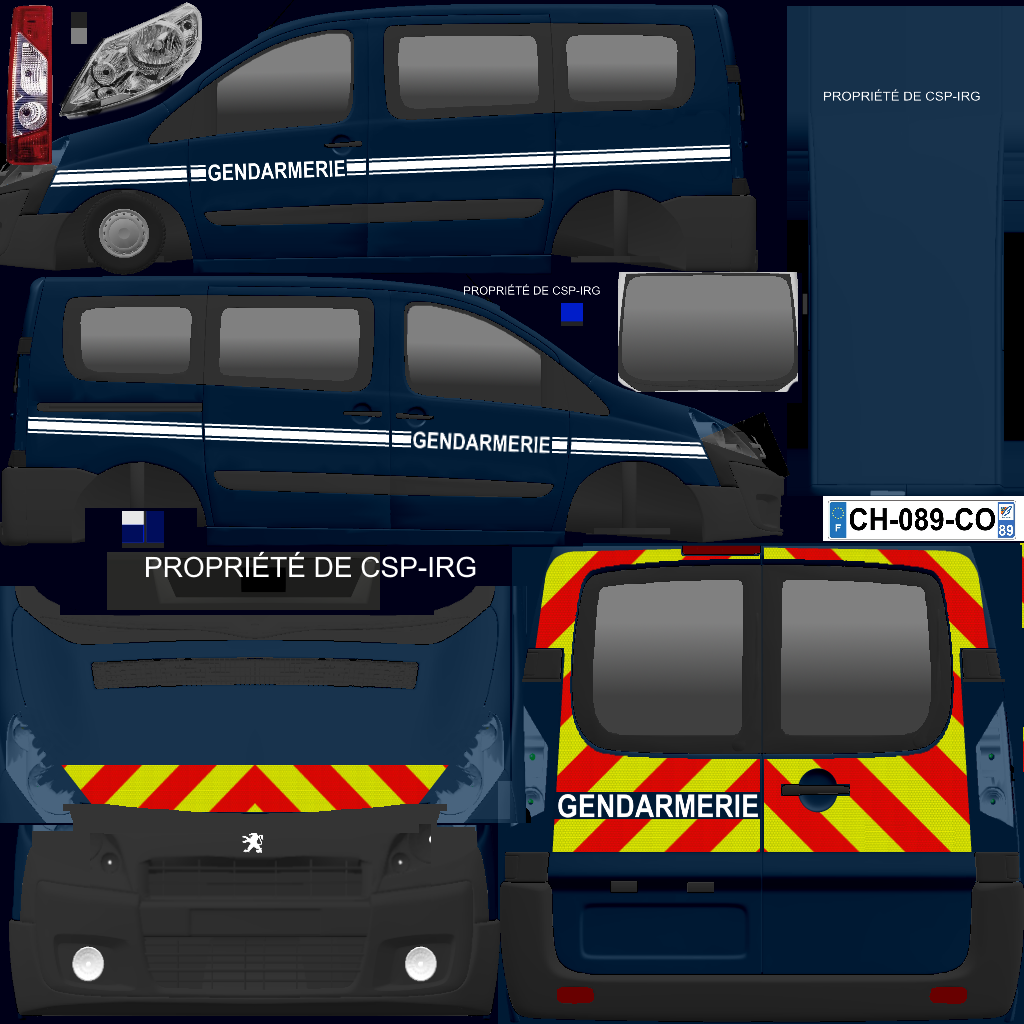 PROPRIÉTÉ DE CSP-IRG
GENDARMERIE
PROPRIÉTÉ DE CSP-IRG
GENDARMERIE
F CH-089-CO 89
PROPRIÉTÉ DE CSP-IRG
GENDARMERIE